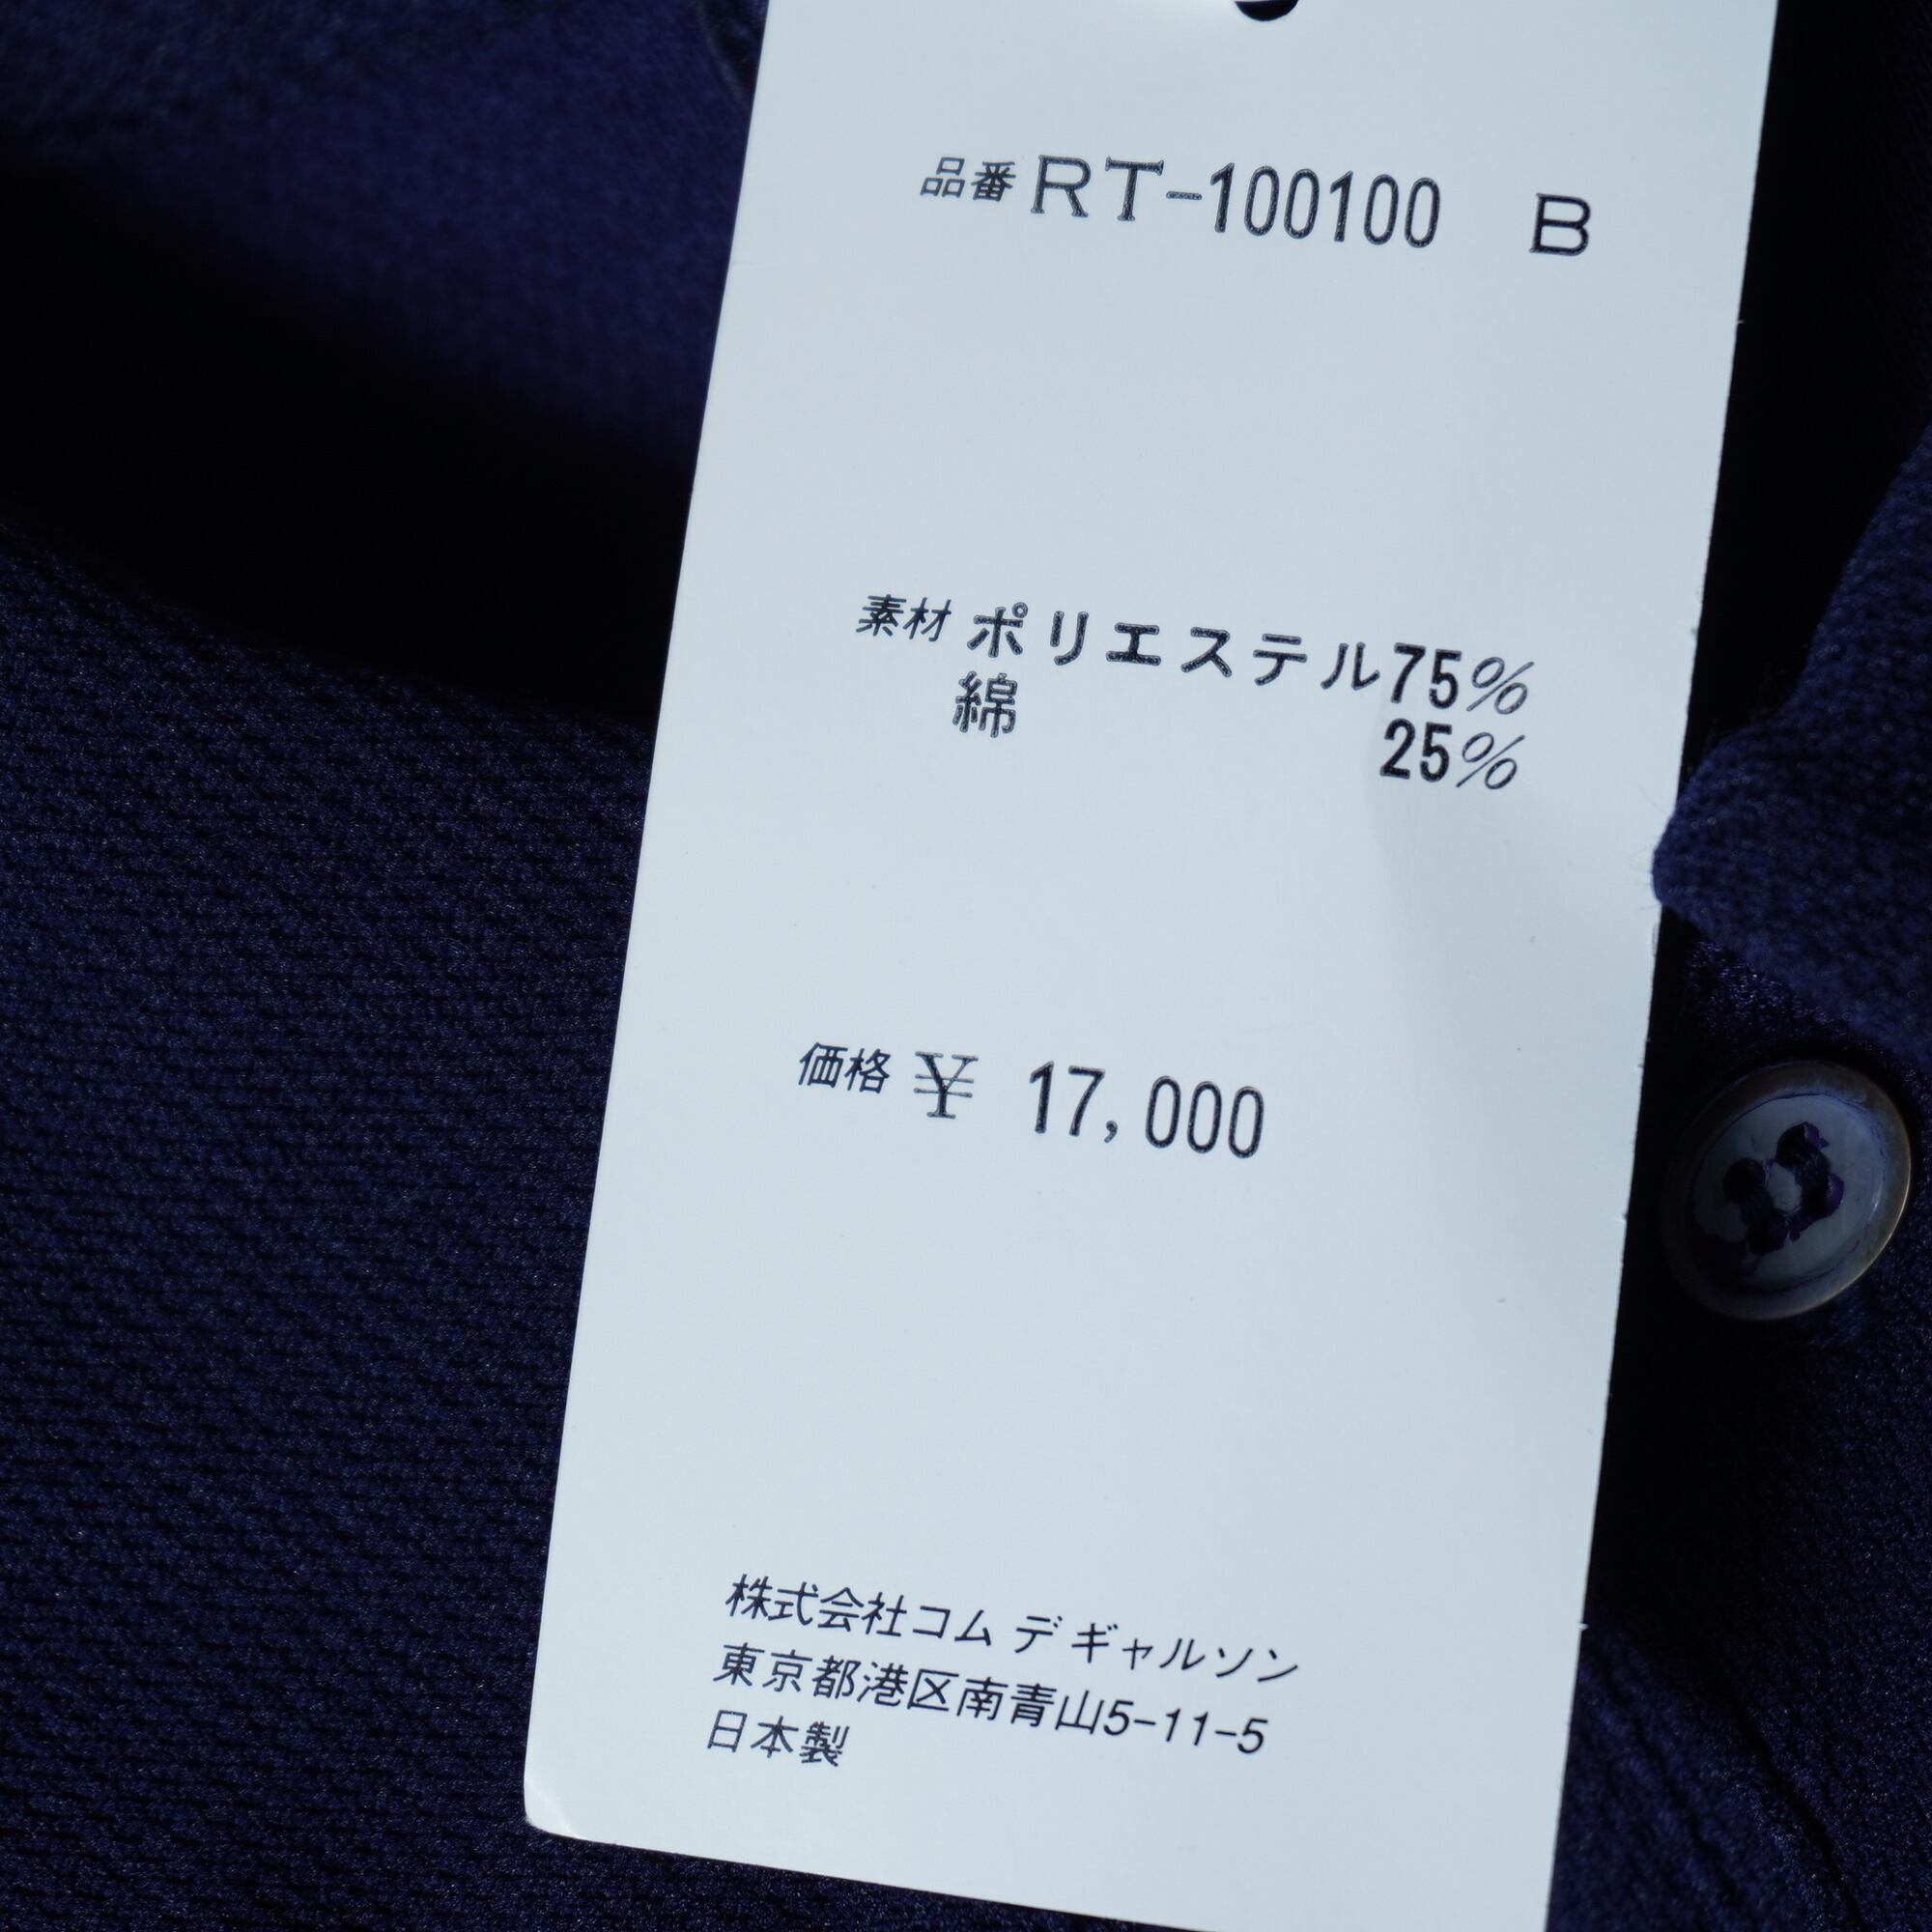 品番 RT-100100 B
素材 ポリエステル75%
綿 25%
価格 ¥ 17,000
株式会社コム デ ギャルソン
東京都港区南青山5-11-5
日本製